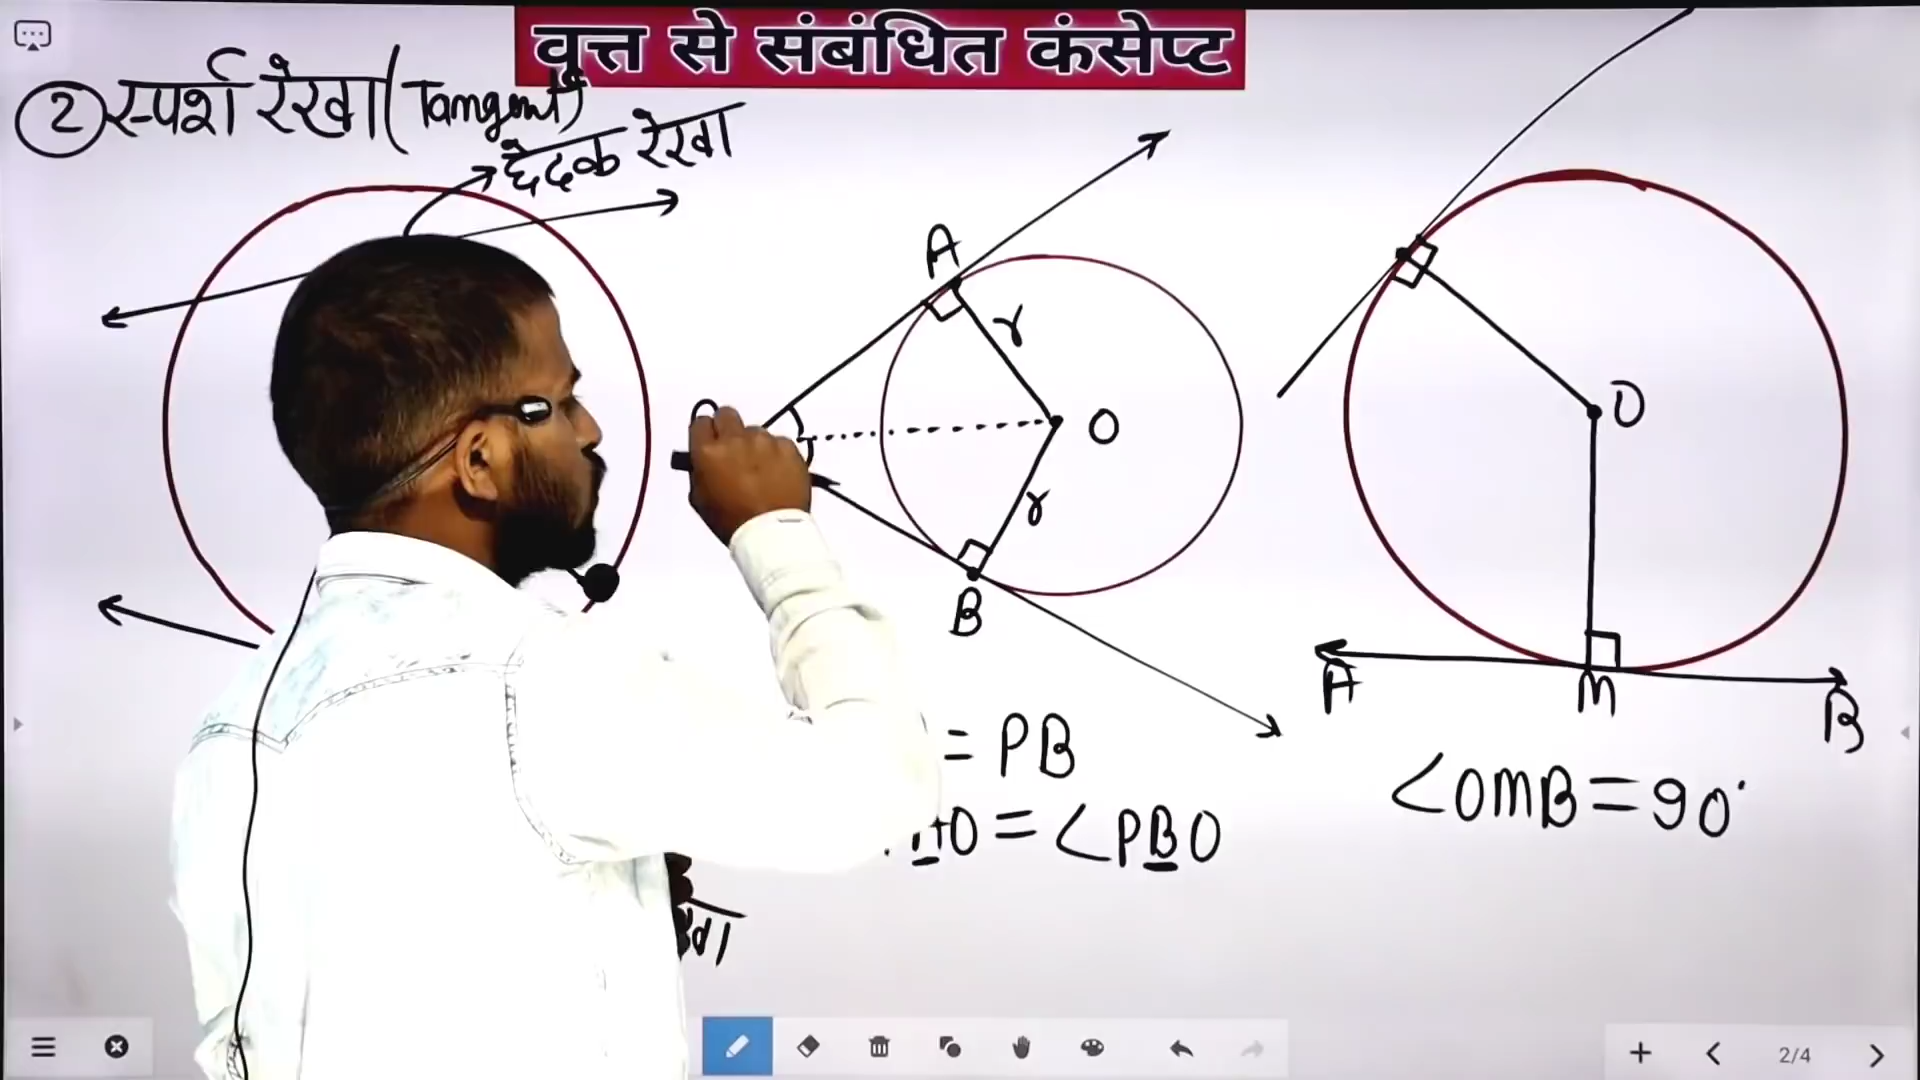 वृत्त से संबंधित कंसेप्ट
② स्पर्श रेखा (Tangent)
छेदक रेखा
A
r
O
r
B
= PB
O = ∠PBO
O
A
M
B
∠OMB = 90°
2/4